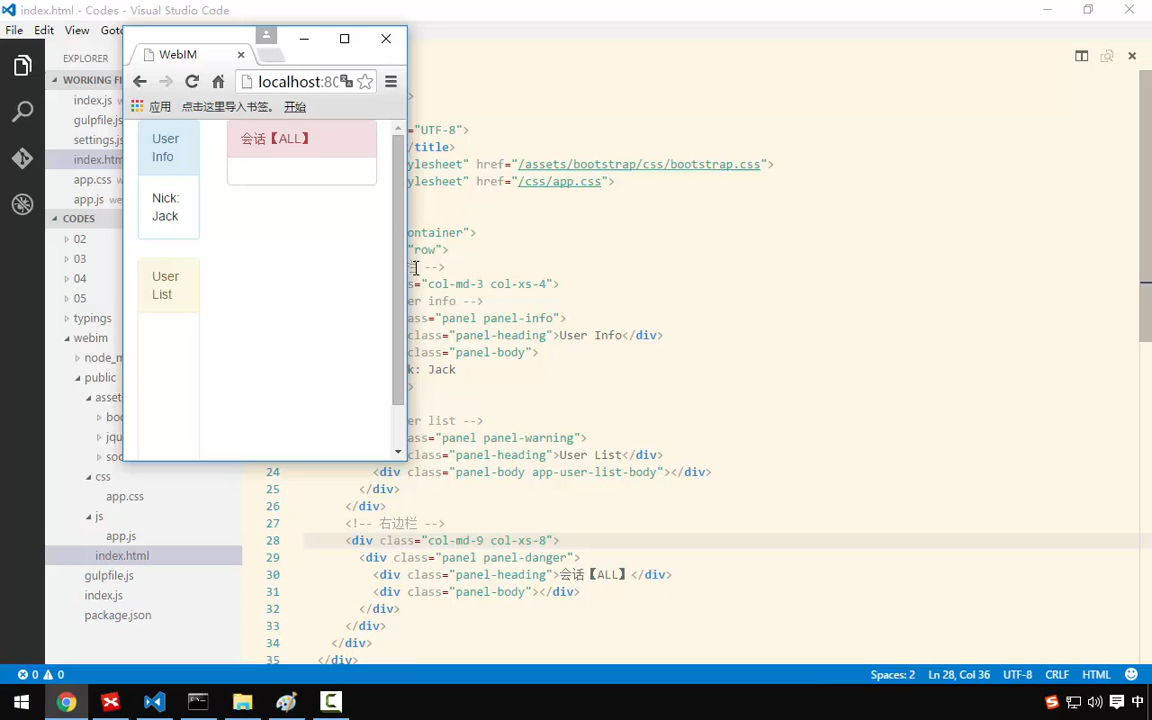 index.html - Codes - Visual Studio Code
File Edit View Goto
EXPLORER
WORKING FI
index.js
gulpfile.js
settings.js
index.htm
app.css
app.js
CODES
02
03
04
05
typings
webim
node_m
public
assets
css
app.css
js
app.js
index.html
gulpfile.js
index.js
package.json
WebIM
localhost:80
应用
点击这里导入书签。 开始
User
Info
会话【ALL】
Nick:
Jack
User
List
="UTF-8">
/title>
ylesheet" href="/assets/bootstrap/css/bootstrap.css">
ylesheet" href="/css/app.css">
ontainer">
"row">
栏 -->
s="col-md-3 col-xs-4">
er info -->
ass="panel panel-info">
class="panel-heading">User Info</div>
class="panel-body">
k: Jack
>
er list -->
ass="panel panel-warning">
class="panel-heading">User List</div>
24 <div class="panel-body app-user-list-body"></div>
25 </div>
26 </div>
27 <!-- 右边栏 -->
28 <div class="col-md-9 col-xs-8">
29 <div class="panel panel-danger">
30 <div class="panel-heading">会话【ALL】</div>
31 <div class="panel-body"></div>
32 </div>
33 </div>
34 </div>
35 </div>
0 0
Spaces: 2 Ln 28, Col 36 UTF-8 CRLF HTML
中